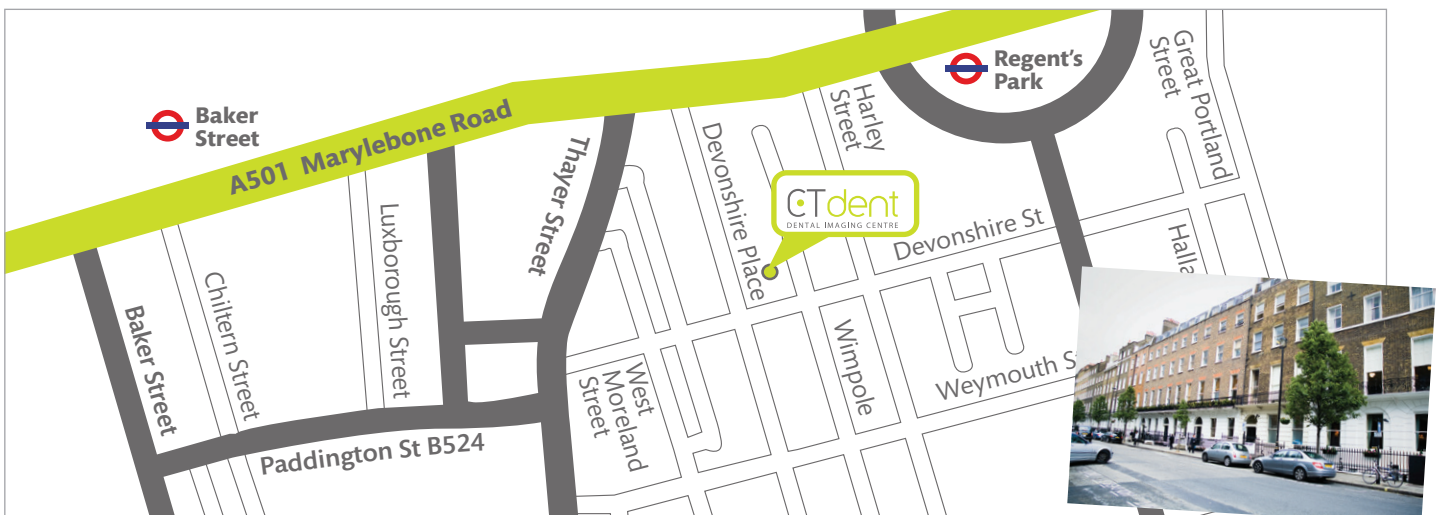 Baker
Street
A501 Marylebone Road
Regent's
Park
Great Portland
Street
Harley
Street
Thayer Street
Devonshire Place
CTdent
DENTAL IMAGING CENTRE
Devonshire St
Luxborough Street
Chiltern Street
Baker Street
Halla
Wimpole
Weymouth S
West
Moreland
Street
Paddington St B524